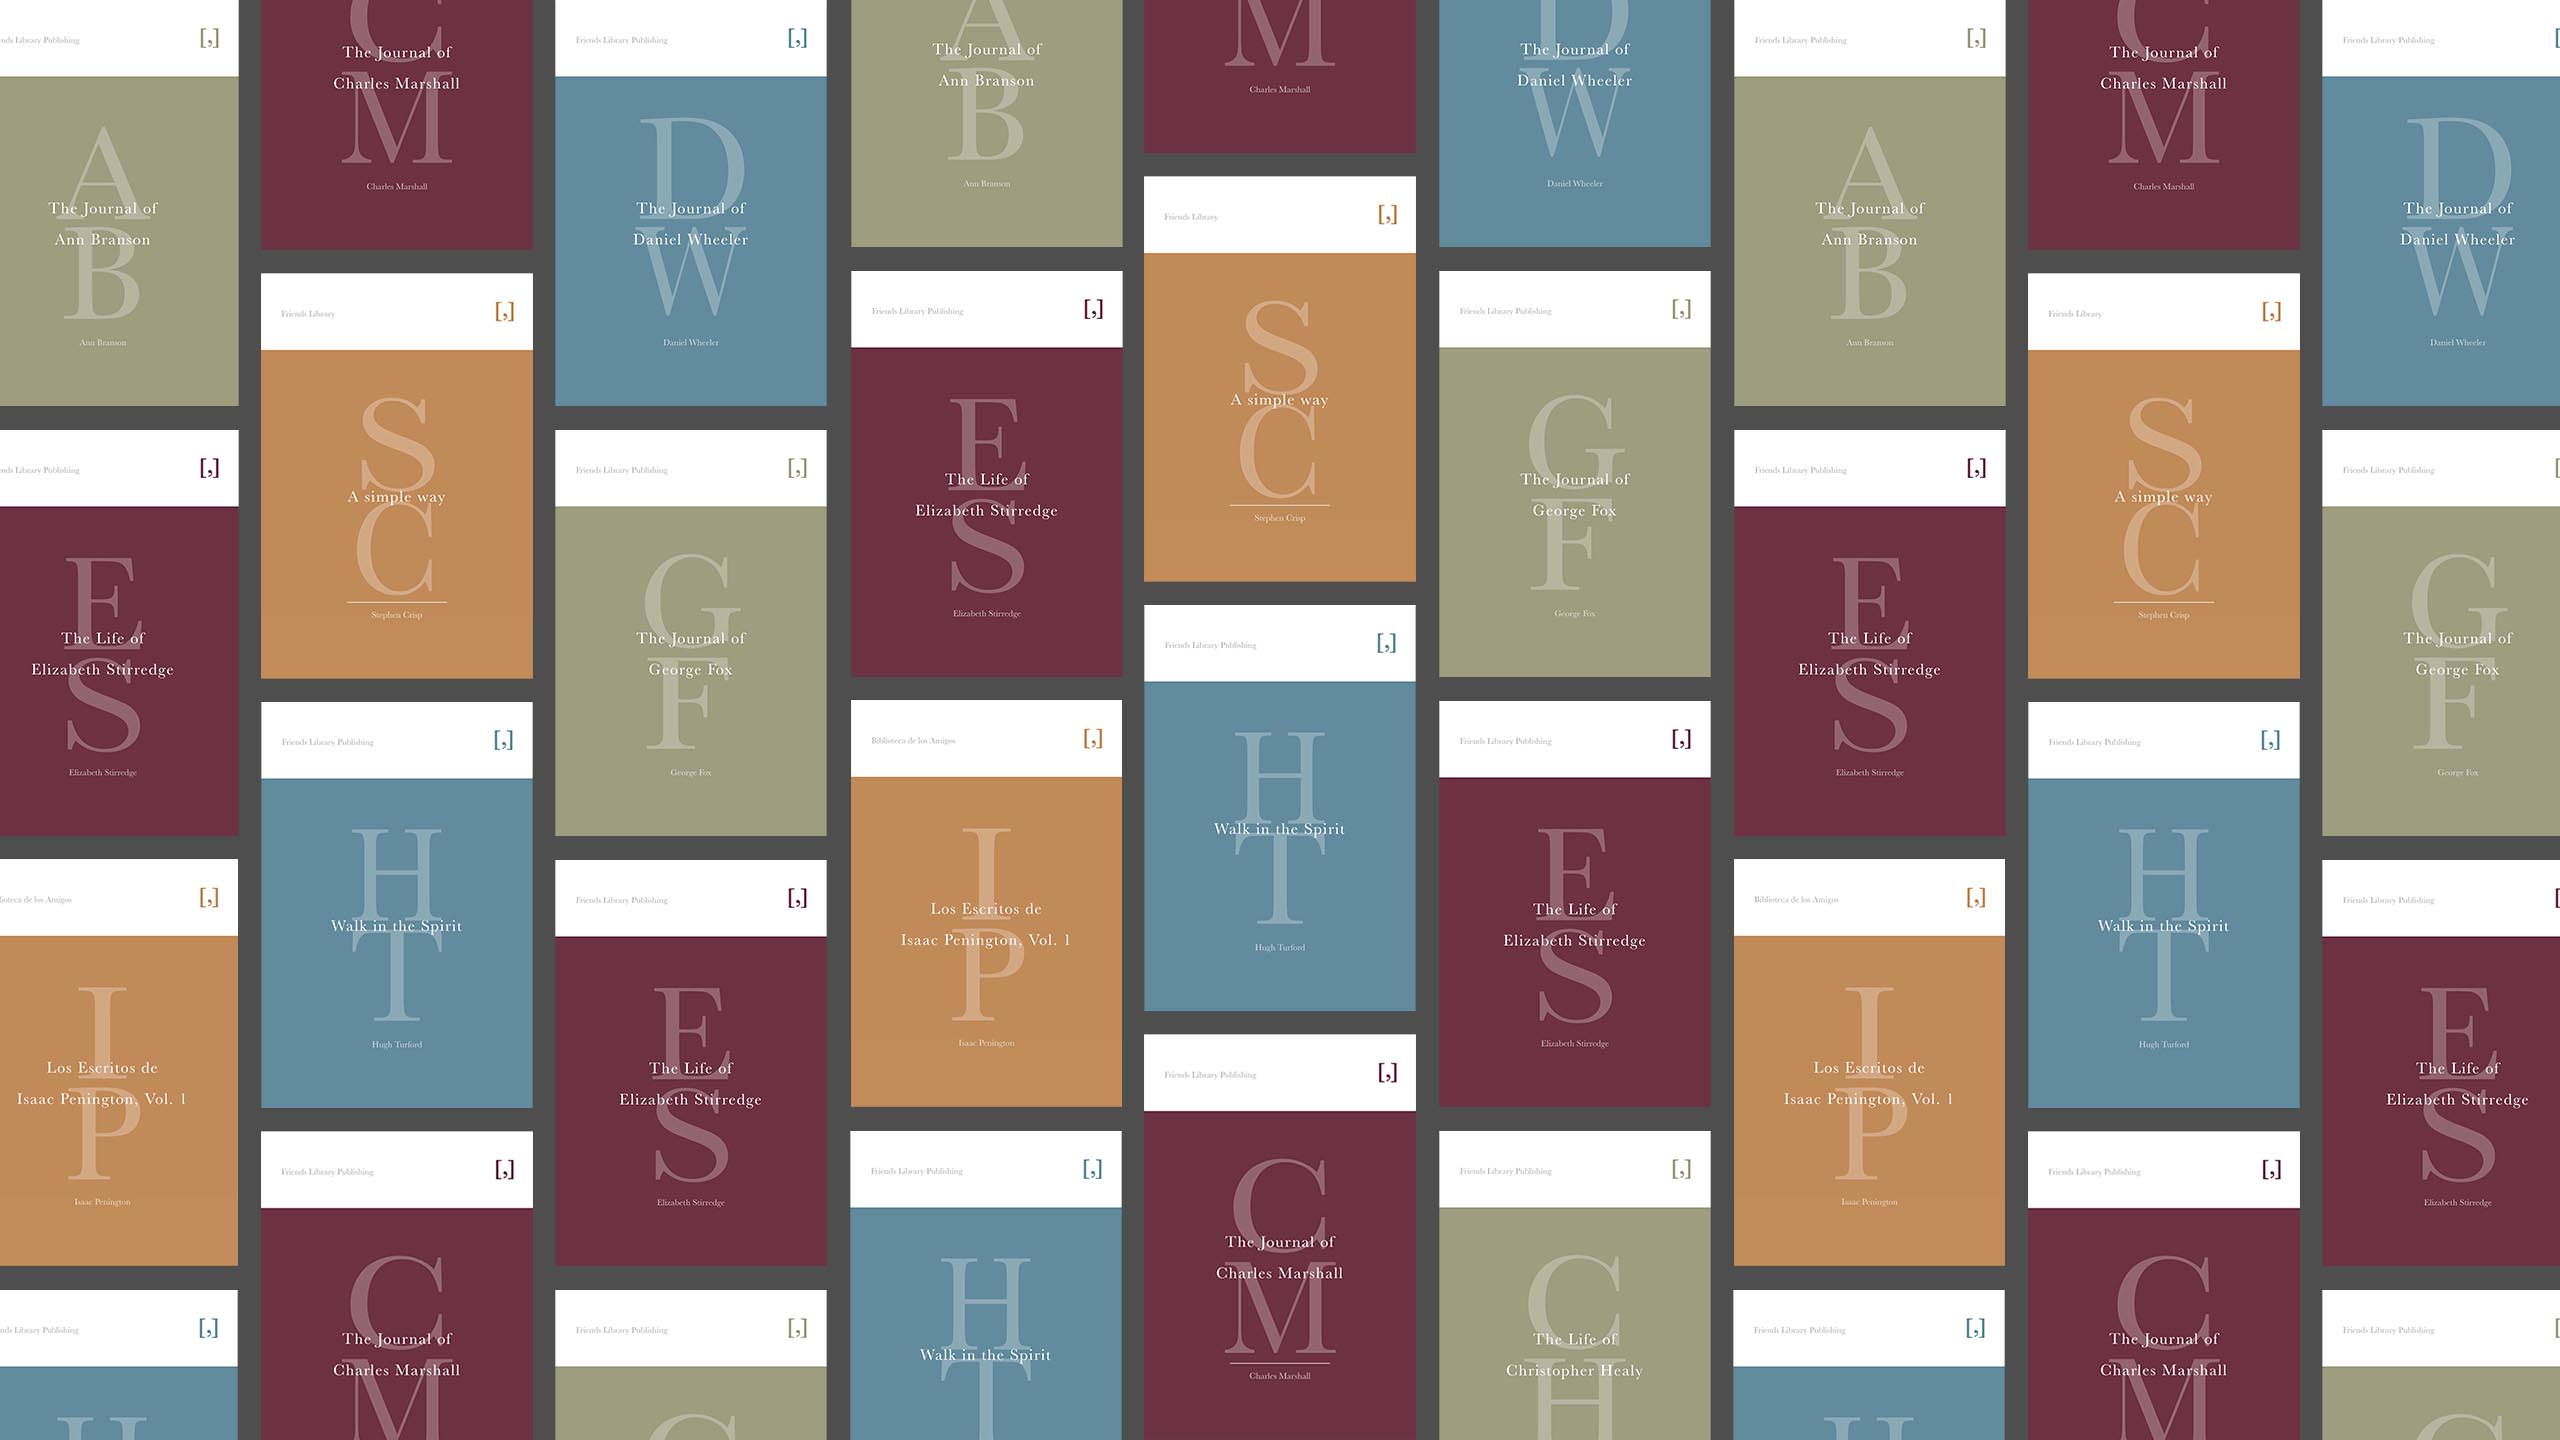 Library Publishing [,]
A
The Journal of
Ann Branson
B
Ann Branson
Library Publishing [,]
E
The Life of
Elizabeth Stirredge
S
Elizabeth Stirredge
de los Amigos [,]
I
Los Escritos de
Isaac Penington, Vol. 1
P
Isaac Penington
Library Publishing [,]
H
C
The Journal of
Charles Marshall
M
Charles Marshall
Friends Library [,]
S
A simple way
C
Stephen Crisp
Friends Library Publishing [,]
H
Walk in the Spirit
T
Hugh Turford
Friends Library Publishing [,]
C
The Journal of
Charles Marshall
M
Friends Library Publishing [,]
D
The Journal of
Daniel Wheeler
W
Daniel Wheeler
Friends Library Publishing [,]
G
The Journal of
George Fox
F
George Fox
Friends Library Publishing [,]
E
The Life of
Elizabeth Stirredge
S
Elizabeth Stirredge
Friends Library Publishing [,]
C
A
The Journal of
Ann Branson
B
Ann Branson
Friends Library Publishing [,]
E
The Life of
Elizabeth Stirredge
S
Elizabeth Stirredge
Biblioteca de los Amigos [,]
I
Los Escritos de
Isaac Penington, Vol. 1
P
Isaac Penington
Friends Library Publishing [,]
H
Walk in the Spirit
T
M
Charles Marshall
Friends Library [,]
S
A simple way
C
Stephen Crisp
Friends Library Publishing [,]
H
Walk in the Spirit
T
Hugh Turford
Friends Library Publishing [,]
C
The Journal of
Charles Marshall
M
Charles Marshall
D
The Journal of
Daniel Wheeler
W
Daniel Wheeler
Friends Library Publishing [,]
G
The Journal of
George Fox
F
George Fox
Friends Library Publishing [,]
E
The Life of
Elizabeth Stirredge
S
Elizabeth Stirredge
Friends Library Publishing [,]
C
The Life of
Christopher Healy
H
Friends Library Publishing [,]
A
The Journal of
Ann Branson
B
Ann Branson
Friends Library Publishing [,]
E
The Life of
Elizabeth Stirredge
S
Elizabeth Stirredge
Biblioteca de los Amigos [,]
I
Los Escritos de
Isaac Penington, Vol. 1
P
Isaac Penington
Friends Library Publishing [,]
H
C
The Journal of
Charles Marshall
M
Charles Marshall
Friends Library [,]
S
A simple way
C
Stephen Crisp
Friends Library Publishing [,]
H
Walk in the Spirit
T
Hugh Turford
Friends Library Publishing [,]
C
The Journal of
Charles Marshall
M
Friends Library Publishing [
D
The Journal of
Daniel Wheeler
W
Daniel Wheeler
Friends Library Publishing [
G
The Journal of
George Fox
F
George Fox
Friends Library Publishing [
E
The Life of
Elizabeth Stirredge
S
Elizabeth Stirredge
Friends Library Publishing [
C